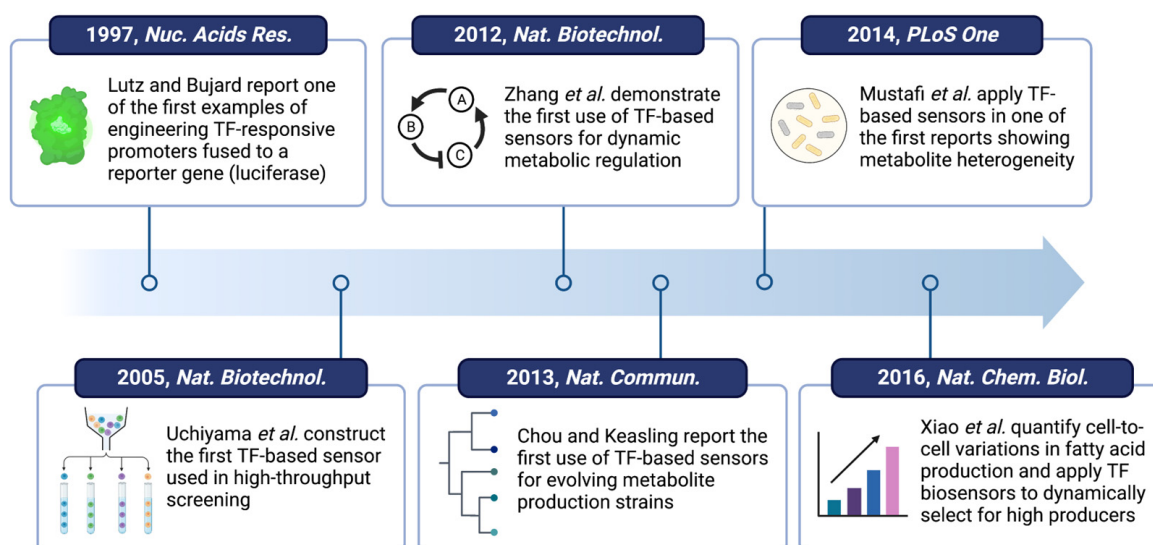 1997, Nuc. Acids Res.
Lutz and Bujard report one
of the first examples of
engineering TF-responsive
promoters fused to a
reporter gene (luciferase)
2012, Nat. Biotechnol.
A
B
C
Zhang et al. demonstrate
the first use of TF-based
sensors for dynamic
metabolic regulation
2014, PLoS One
Mustafi et al. apply TF-
based sensors in one of
the first reports showing
metabolite heterogeneity
2005, Nat. Biotechnol.
Uchiyama et al. construct
the first TF-based sensor
used in high-throughput
screening
2013, Nat. Commun.
Chou and Keasling report the
first use of TF-based sensors
for evolving metabolite
production strains
2016, Nat. Chem. Biol.
Xiao et al. quantify cell-to-
cell variations in fatty acid
production and apply TF
biosensors to dynamically
select for high producers